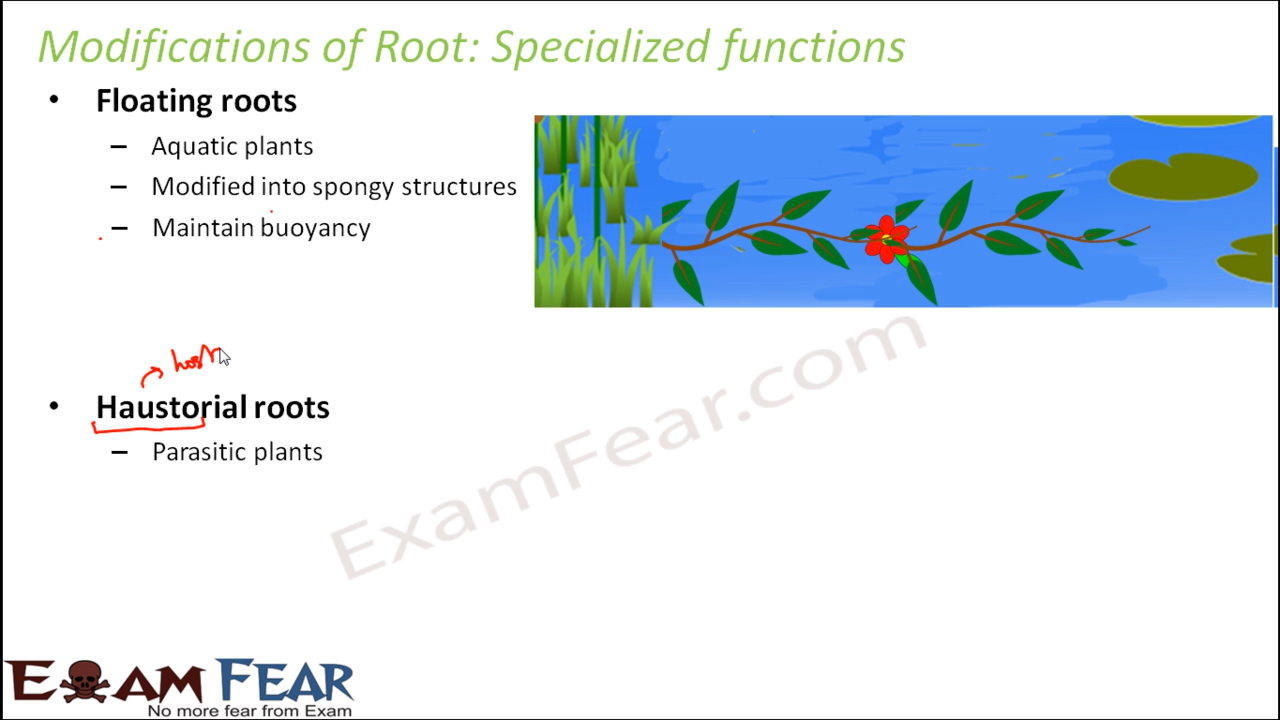 Modifications of Root: Specialized functions
• Floating roots
– Aquatic plants
– Modified into spongy structures
– Maintain buoyancy
• Haustorial roots
– Parasitic plants
ExamFear.com
EXAM FEAR
No more fear from Exam